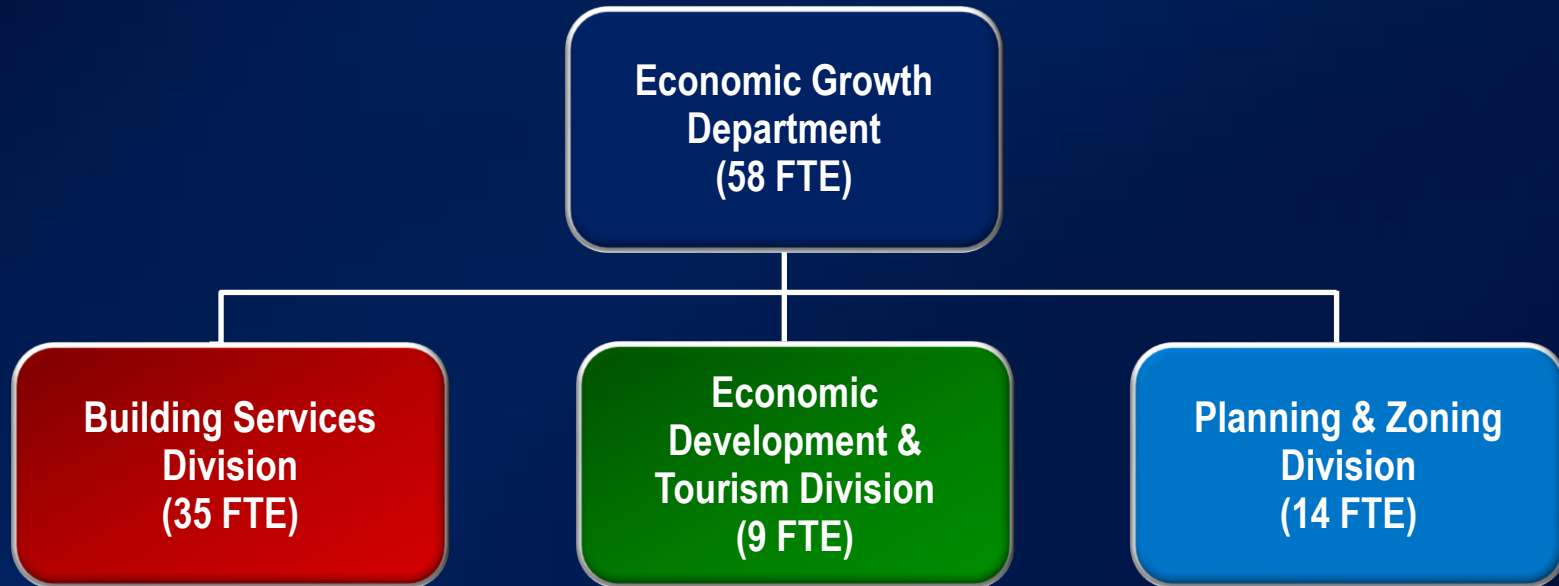 Economic Growth
Department
(58 FTE)
Building Services
Division
(35 FTE)
Economic
Development &
Tourism Division
(9 FTE)
Planning & Zoning
Division
(14 FTE)